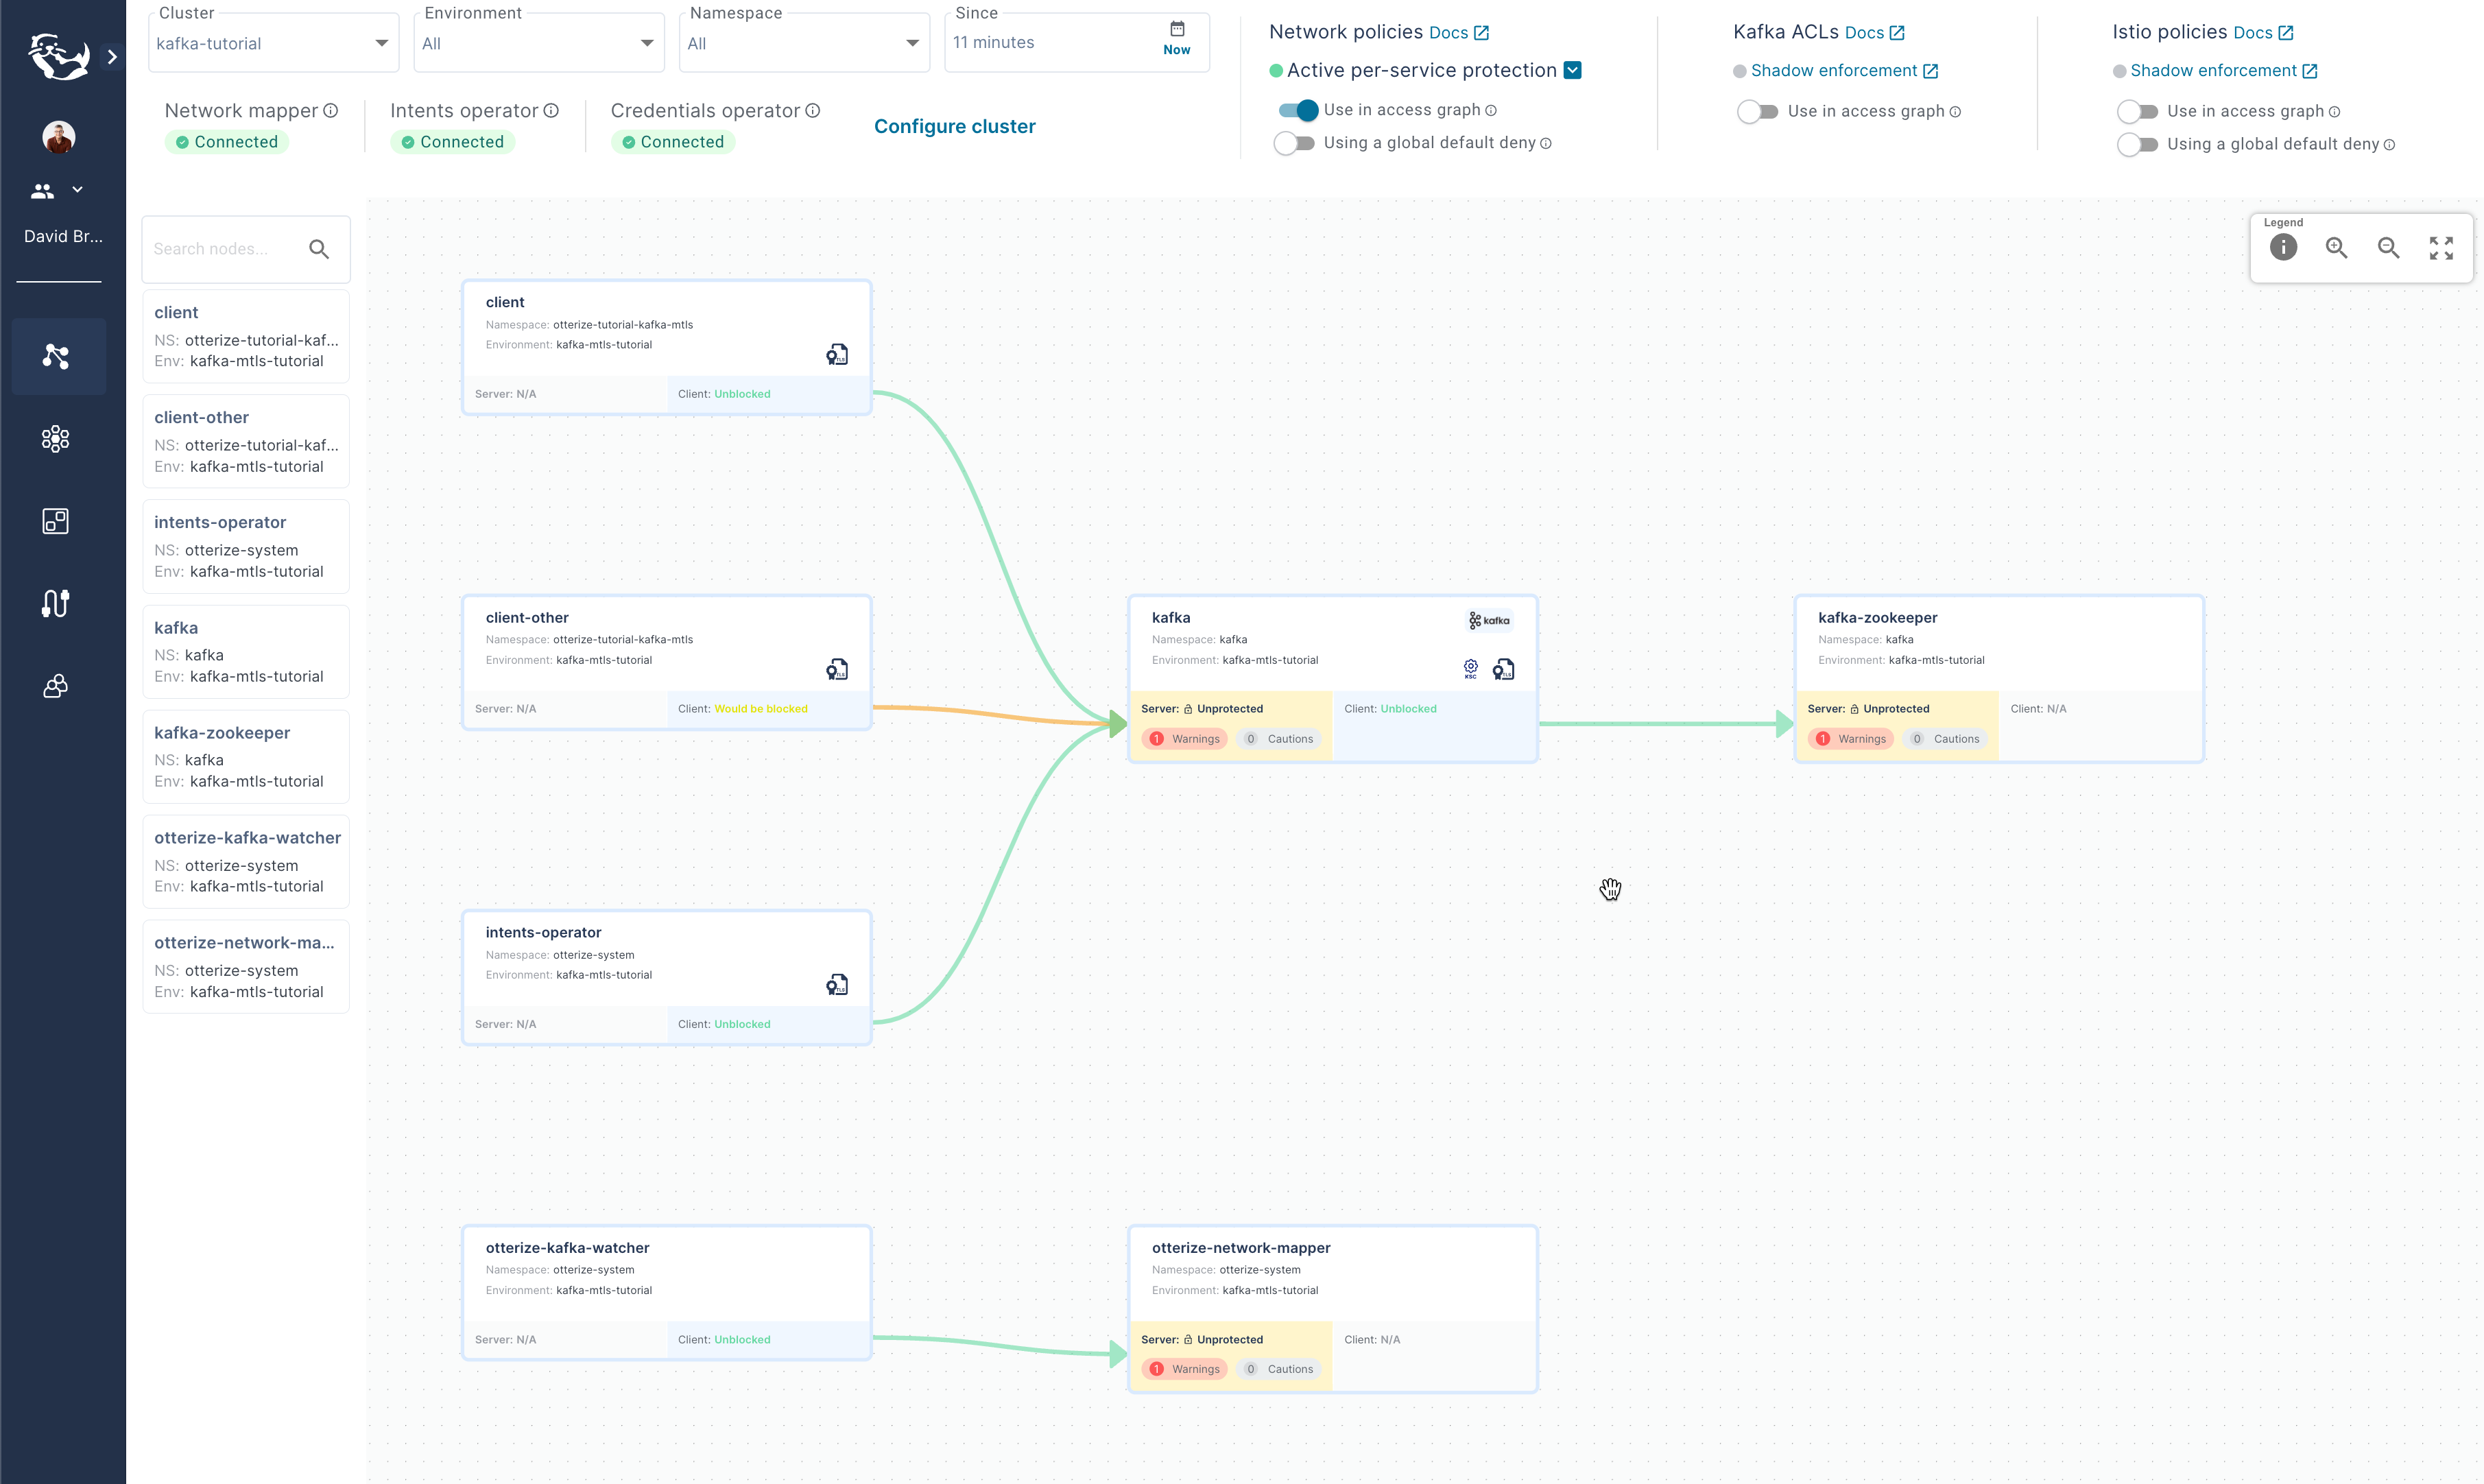 Cluster
kafka-tutorial
Environment
All
Namespace
All
Since
11 minutes
Now
Network mapper
Connected
Intents operator
Connected
Credentials operator
Connected
Configure cluster
Network policies Docs
Active per-service protection
Use in access graph
Using a global default deny
Kafka ACLs Docs
Shadow enforcement
Use in access graph
Istio policies Docs
Shadow enforcement
Use in access graph
Using a global default deny
David Br...
Search nodes...
client
NS: otterize-tutorial-kaf...
Env: kafka-mtls-tutorial
client-other
NS: otterize-tutorial-kaf...
Env: kafka-mtls-tutorial
intents-operator
NS: otterize-system
Env: kafka-mtls-tutorial
kafka
NS: kafka
Env: kafka-mtls-tutorial
kafka-zookeeper
NS: kafka
Env: kafka-mtls-tutorial
otterize-kafka-watcher
NS: otterize-system
Env: kafka-mtls-tutorial
otterize-network-ma...
NS: otterize-system
Env: kafka-mtls-tutorial
Legend
client
Namespace: otterize-tutorial-kafka-mtls
Environment: kafka-mtls-tutorial
TLS
Server: N/A
Client: Unblocked
client-other
Namespace: otterize-tutorial-kafka-mtls
Environment: kafka-mtls-tutorial
TLS
Server: N/A
Client: Would be blocked
kafka
kafka
Namespace: kafka
Environment: kafka-mtls-tutorial
KSC
TLS
Server: Unprotected
1 Warnings 0 Cautions
Client: Unblocked
kafka-zookeeper
Namespace: kafka
Environment: kafka-mtls-tutorial
Server: Unprotected
1 Warnings 0 Cautions
Client: N/A
intents-operator
Namespace: otterize-system
Environment: kafka-mtls-tutorial
TLS
Server: N/A
Client: Unblocked
otterize-kafka-watcher
Namespace: otterize-system
Environment: kafka-mtls-tutorial
Server: N/A
Client: Unblocked
otterize-network-mapper
Namespace: otterize-system
Environment: kafka-mtls-tutorial
Server: Unprotected
1 Warnings 0 Cautions
Client: N/A